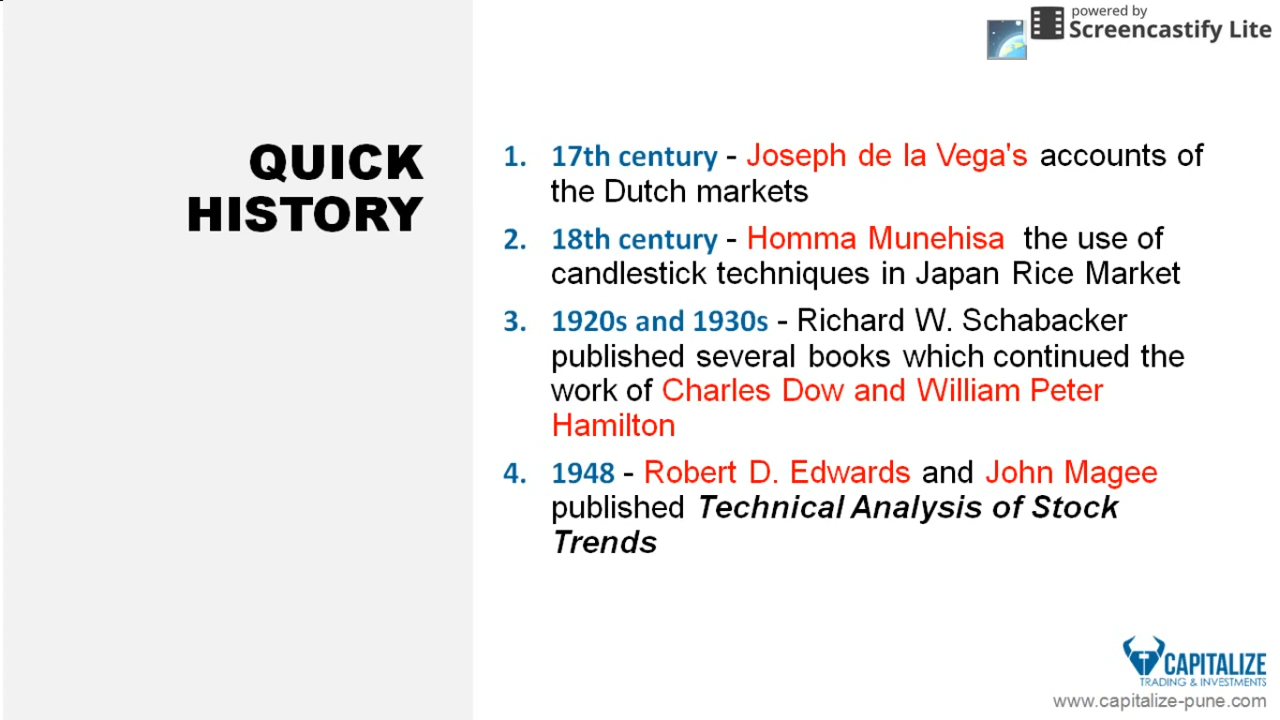 powered by
Screencastify Lite
QUICK
HISTORY
1. 17th century - Joseph de la Vega's accounts of
the Dutch markets
2. 18th century - Homma Munehisa the use of
candlestick techniques in Japan Rice Market
3. 1920s and 1930s - Richard W. Schabacker
published several books which continued the
work of Charles Dow and William Peter
Hamilton
4. 1948 - Robert D. Edwards and John Magee
published Technical Analysis of Stock
Trends
CAPITALIZE
TRADING & INVESTMENTS
www.capitalize-pune.com